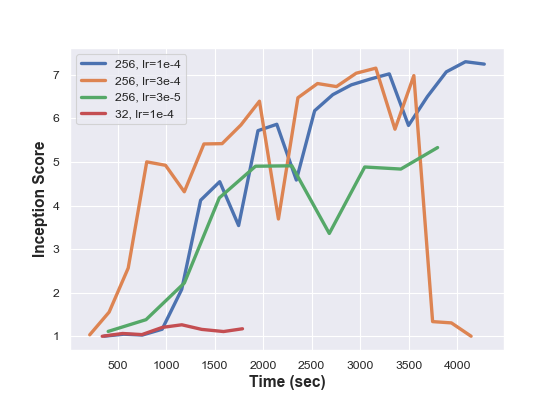 256, lr=1e-4
256, lr=3e-4
256, lr=3e-5
32, lr=1e-4
7
6
5
4
3
2
1
Inception Score
500 1000 1500 2000 2500 3000 3500 4000
Time (sec)